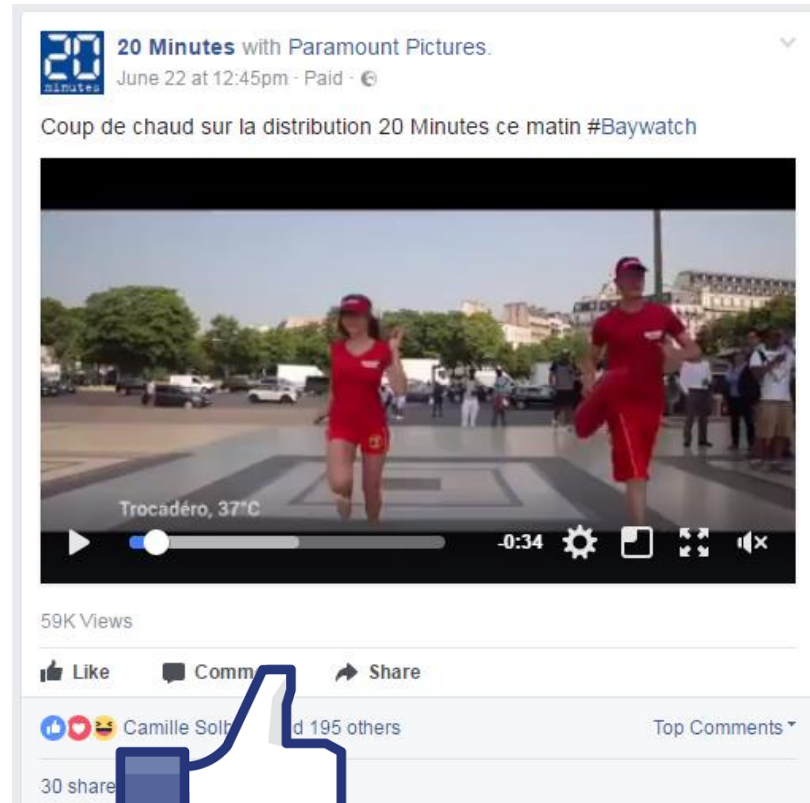 20 minutes
20 Minutes with Paramount Pictures.
June 22 at 12:45pm · Paid ·
Coup de chaud sur la distribution 20 Minutes ce matin #Baywatch
Trocadéro, 37°C
-0:34
59K Views
Like Comm Share
Camille Sol d 195 others Top Comments
30 share